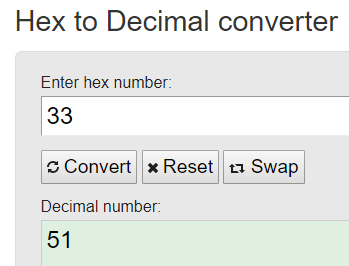 Hex to Decimal converter
Enter hex number:
33
Convert Reset Swap
Decimal number:
51